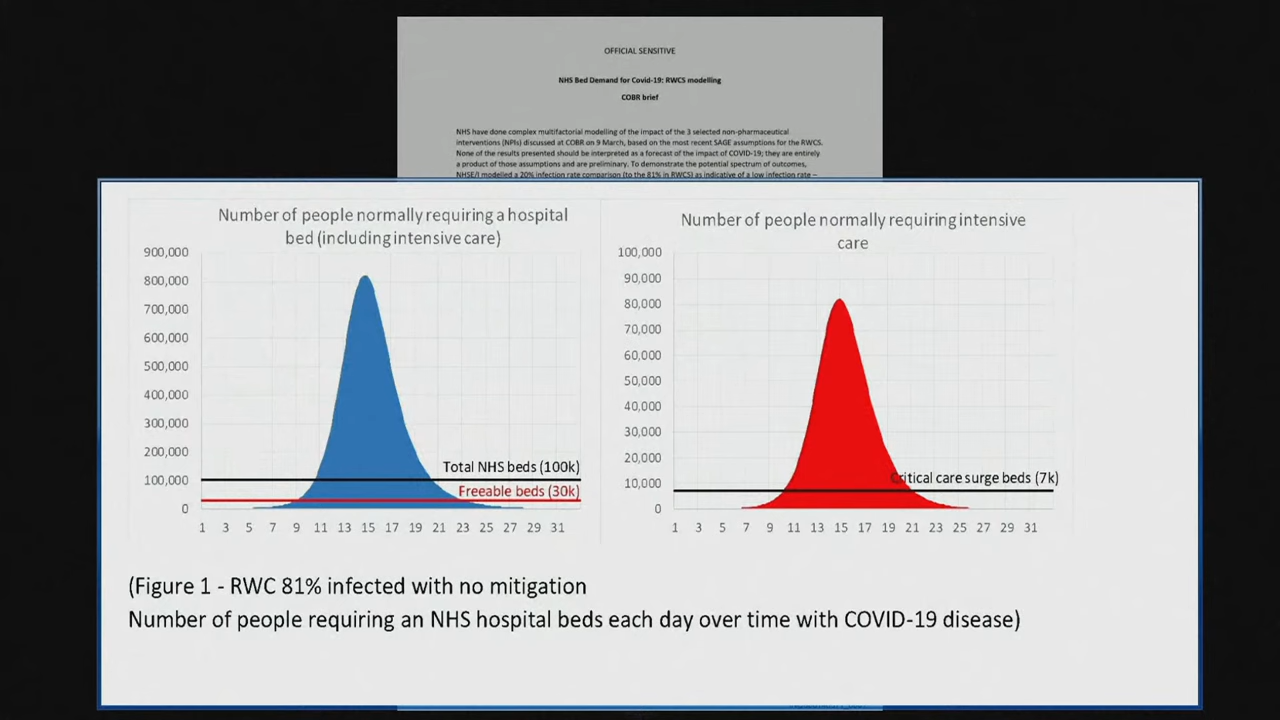 OFFICIAL SENSITIVE
NHS Bed Demand for Covid-19: RWCS modelling
COBR brief
NHS have done complex multifactorial modelling of the impact of the 3 selected non-pharmaceutical
interventions (NPIs) discussed at COBR on 9 March, based on the most recent SAGE assumptions for the RWCS.
None of the results presented should be interpreted as a forecast of the impact of COVID-19; they are entirely
a product of those assumptions and are preliminary. To demonstrate the potential spectrum of outcomes,
NHSE/I modelled a 20% infection rate comparison (to the 81% in RWCS) as indicative of a low infection rate –
Number of people normally requiring a hospital
bed (including intensive care)
900,000
800,000
700,000
600,000
500,000
400,000
300,000
200,000
100,000
0
Total NHS beds (100k)
Freeable beds (30k)
1 3 5 7 9 11 13 15 17 19 21 23 25 27 29 31
Number of people normally requiring intensive
care
100,000
90,000
80,000
70,000
60,000
50,000
40,000
30,000
20,000
10,000
0
Critical care surge beds (7k)
1 3 5 7 9 11 13 15 17 19 21 23 25 27 29 31
(Figure 1 - RWC 81% infected with no mitigation
Number of people requiring an NHS hospital beds each day over time with COVID-19 disease)